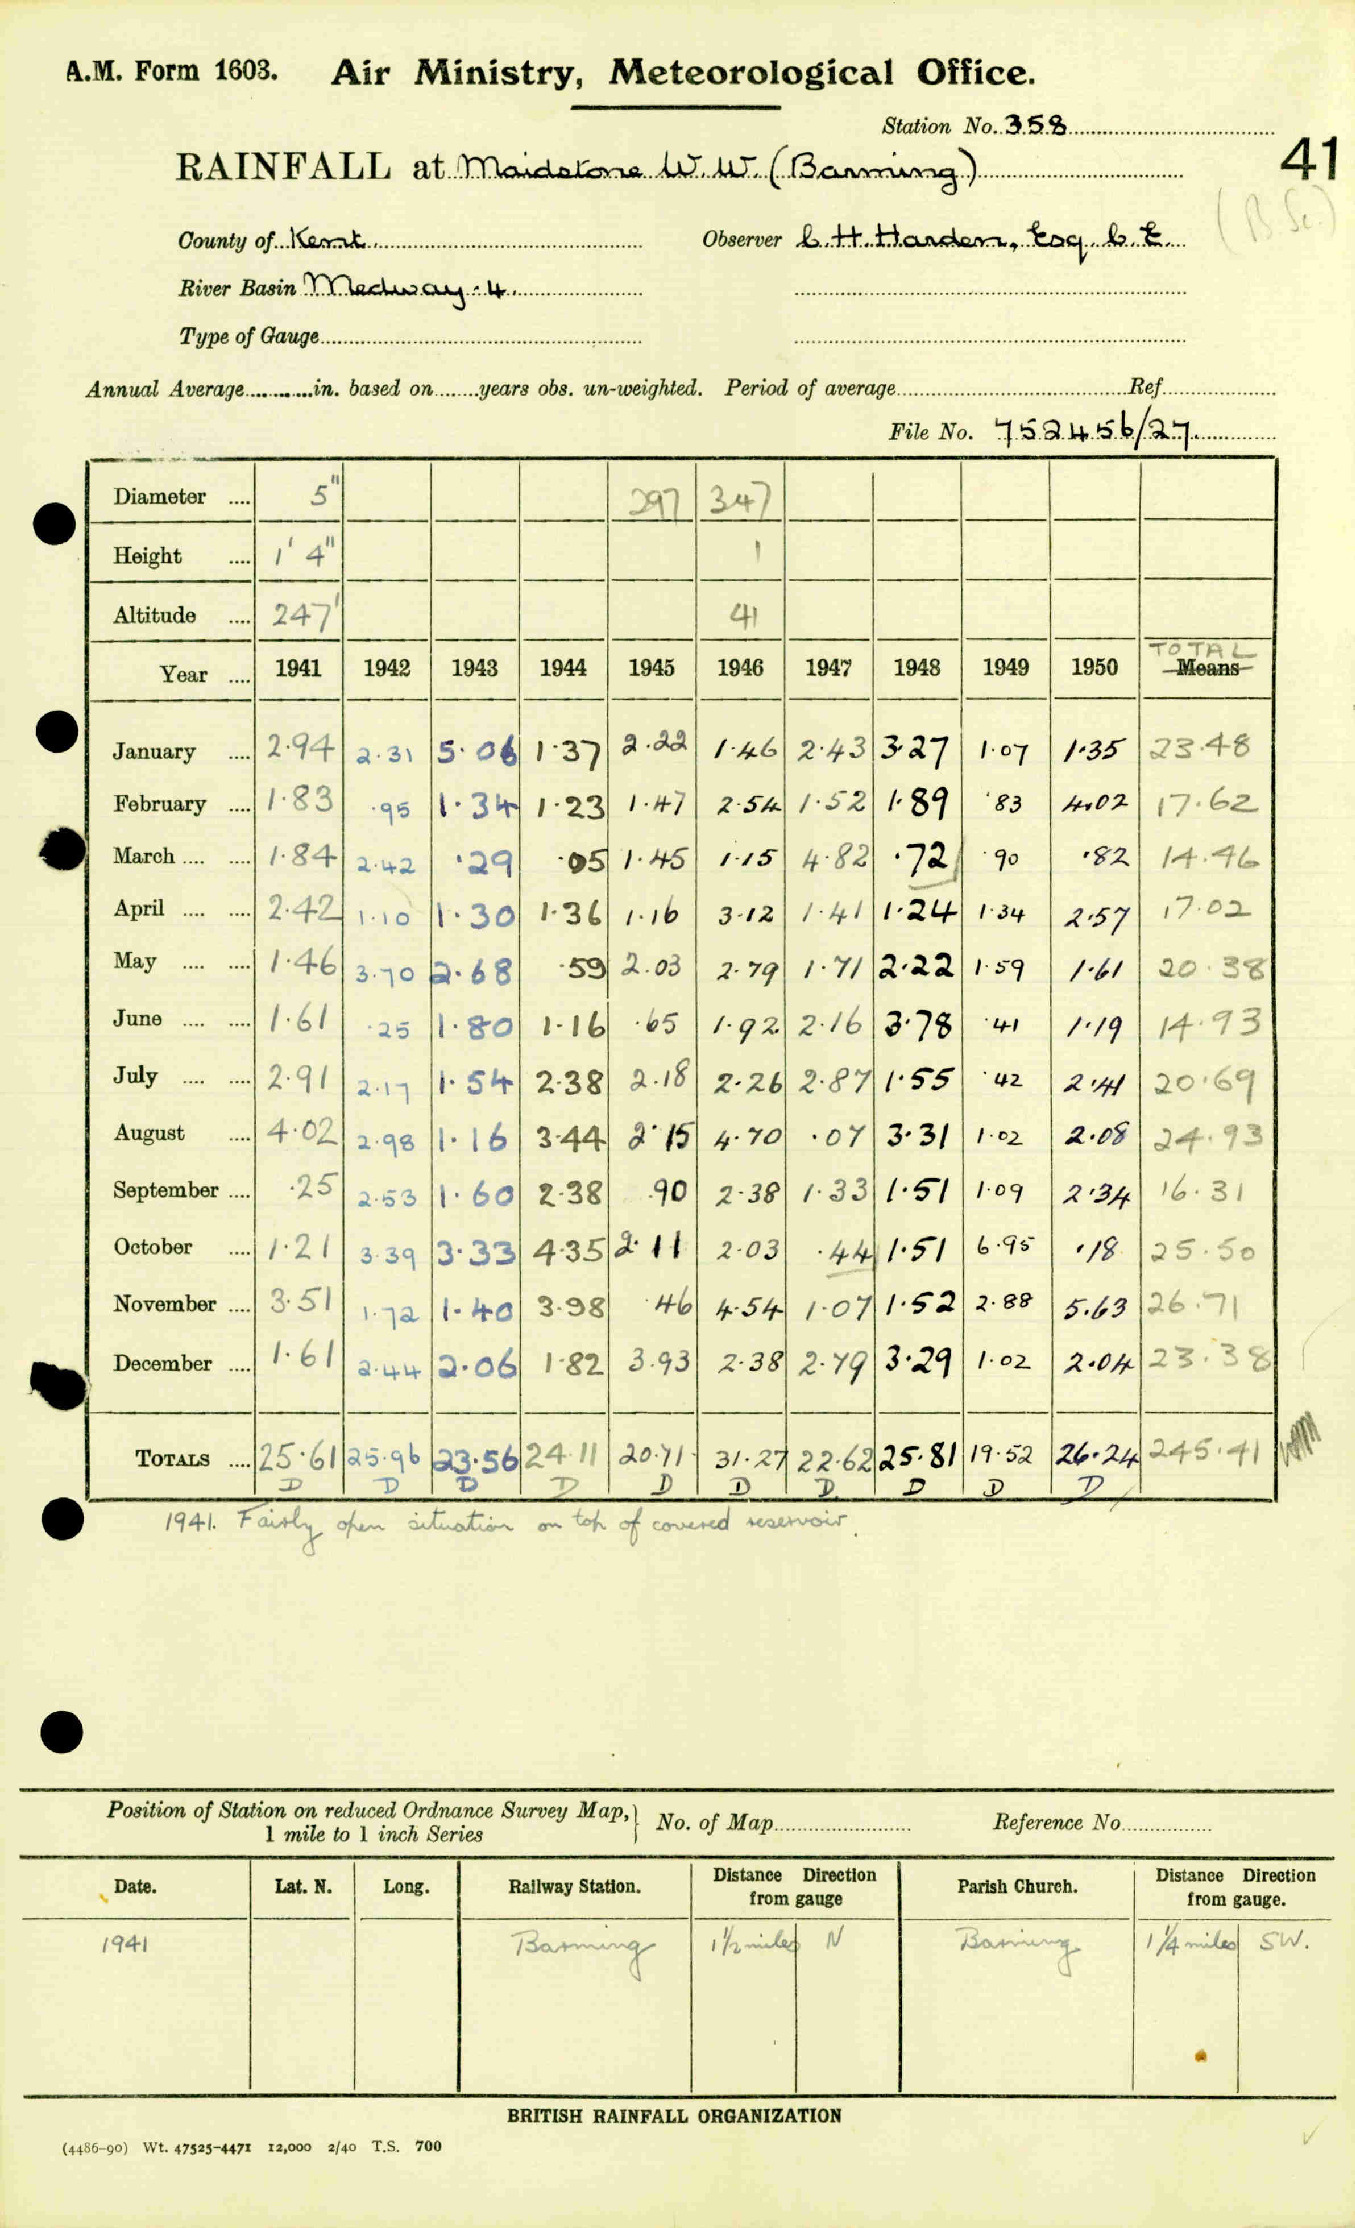 A.M. Form 1603. Air Ministry, Meteorological Office.
Station No. 358
41
RAINFALL at Maidstone W.W. (Barming)
(B Sc.)
County of Kent Observer C. H. Harden, Esq. C.E.
River Basin Medway. 4.
Type of Gauge
Annual Average in. based on years obs. un-weighted. Period of average Ref
File No. 752456/27
Diameter 5" 297 347
Height 1' 4" 1
Altitude 247' 41
Year 1941 1942 1943 1944 1945 1946 1947 1948 1949 1950 TOTAL Means
January 2.94 2.31 5.06 1.37 2.22 1.46 2.43 3.27 1.07 1.35 23.48
February 1.83 .95 1.34 1.23 1.47 2.54 1.52 1.89 .83 4.02 17.62
March 1.84 2.42 .29 .05 1.45 1.15 4.82 .72 .90 .82 14.46
April 2.42 1.10 1.30 1.36 1.16 3.12 1.41 1.24 1.34 2.57 17.02
May 1.46 3.70 2.68 .59 2.03 2.79 1.71 2.22 1.59 1.61 20.38
June 1.61 .25 1.80 1.16 .65 1.92 2.16 3.78 .41 1.19 14.93
July 2.91 2.17 1.54 2.38 2.18 2.26 2.87 1.55 .42 2.41 20.69
August 4.02 2.98 1.16 3.44 2.15 4.70 .07 3.31 1.02 2.08 24.93
September .25 2.53 1.60 2.38 .90 2.38 1.33 1.51 1.09 2.34 16.31
October 1.21 3.39 3.33 4.35 2.11 2.03 .44 1.51 6.95 .18 25.50
November 3.51 1.72 1.40 3.98 .46 4.54 1.07 1.52 2.88 5.63 26.71
December 1.61 2.44 2.06 1.82 3.93 2.38 2.79 3.29 1.02 2.04 23.38
TOTALS 25.61 25.96 23.56 24.11 20.71 31.27 22.62 25.81 19.52 26.24 245.41
D D D D D D D D D D
1941. Fairly open situation on top of covered reservoir.
Position of Station on reduced Ordnance Survey Map, No. of Map Reference No.
1 mile to 1 inch Series
Date. Lat. N. Long. Railway Station. Distance Direction from gauge Parish Church. Distance Direction from gauge.
1941 Barming 1½ miles N Barming 1¼ miles SW.
BRITISH RAINFALL ORGANIZATION
(4486-90) Wt. 47525-4471 12,000 2/40 T.S. 700